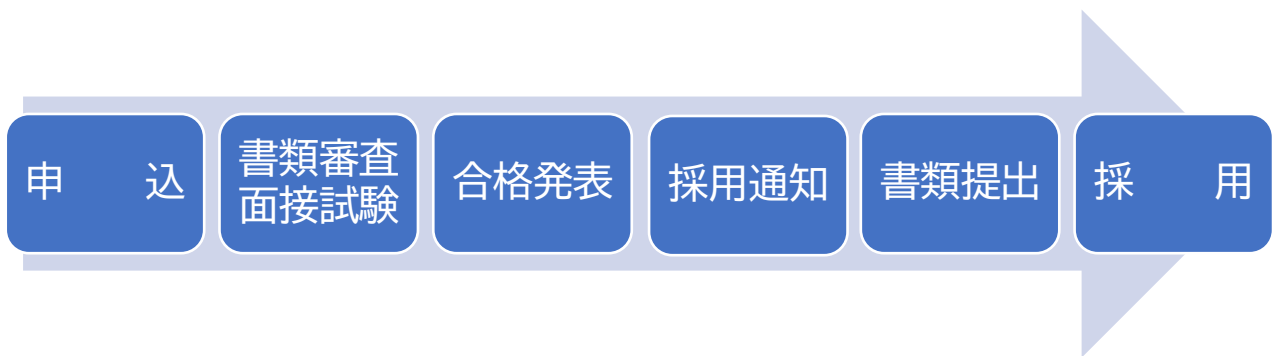 申　　込
書類審査
面接試験
合格発表
採用通知
書類提出
採　　用